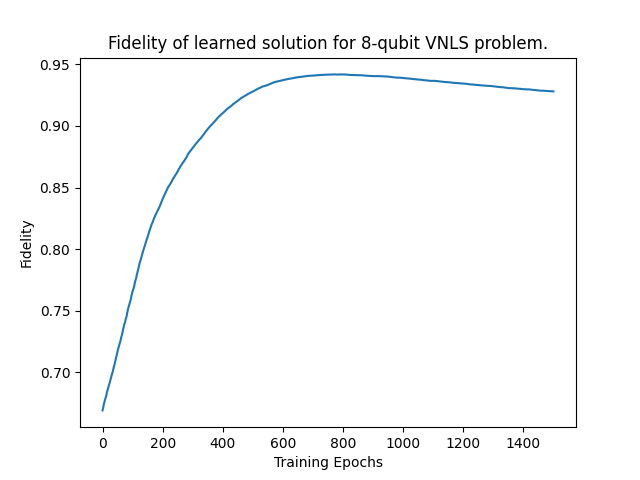 Fidelity of learned solution for 8-qubit VNLS problem.
0.95
0.90
0.85
0.80
0.75
0.70
Fidelity
0 200 400 600 800 1000 1200 1400
Training Epochs